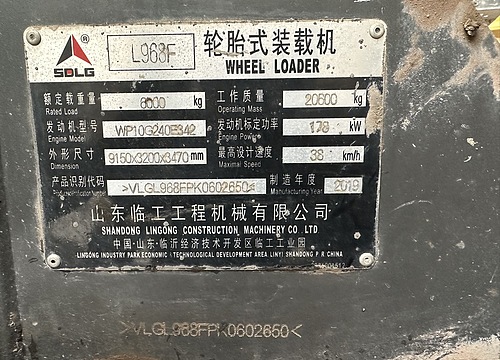 SDLG ®
L968F
轮胎式装载机
WHEEL LOADER
额定载重量 6000 kg
Rated Load
工作质量 20600 kg
Operating Mass
发动机型号 WP10G240E342
Engine Model
发动机标定功率 178 kW
Engine Power
外形尺寸 9150x3200x3470 mm
Dimension
最高设计速度 38 km/h
Maximal Speed
产品识别代码 >VLGL968FPK0602650<
Product Identification Number
制造年度 2019
Manufacturing Year
山东临工工程机械有限公司
SHANDONG LINGONG CONSTRUCTION MACHINERY CO LTD
中国·山东·临沂经济技术开发区临工工业园
LINGONG INDUSTRY PARK ECONOMIC & TECHNOLOGICAL DEVELOPMENT AREA LINYI SHANDONG P R CHINA
>VLGL968FPK0602650<